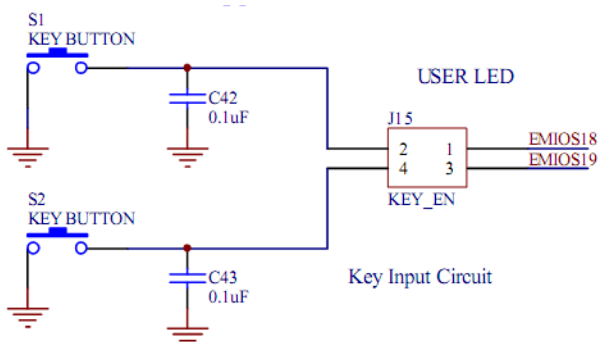 S1
KEY BUTTON
C42
0.1uF
USER LED
J15
2 1
4 3
EMIOS18
EMIOS19
KEY_EN
S2
KEY BUTTON
C43
0.1uF
Key Input Circuit